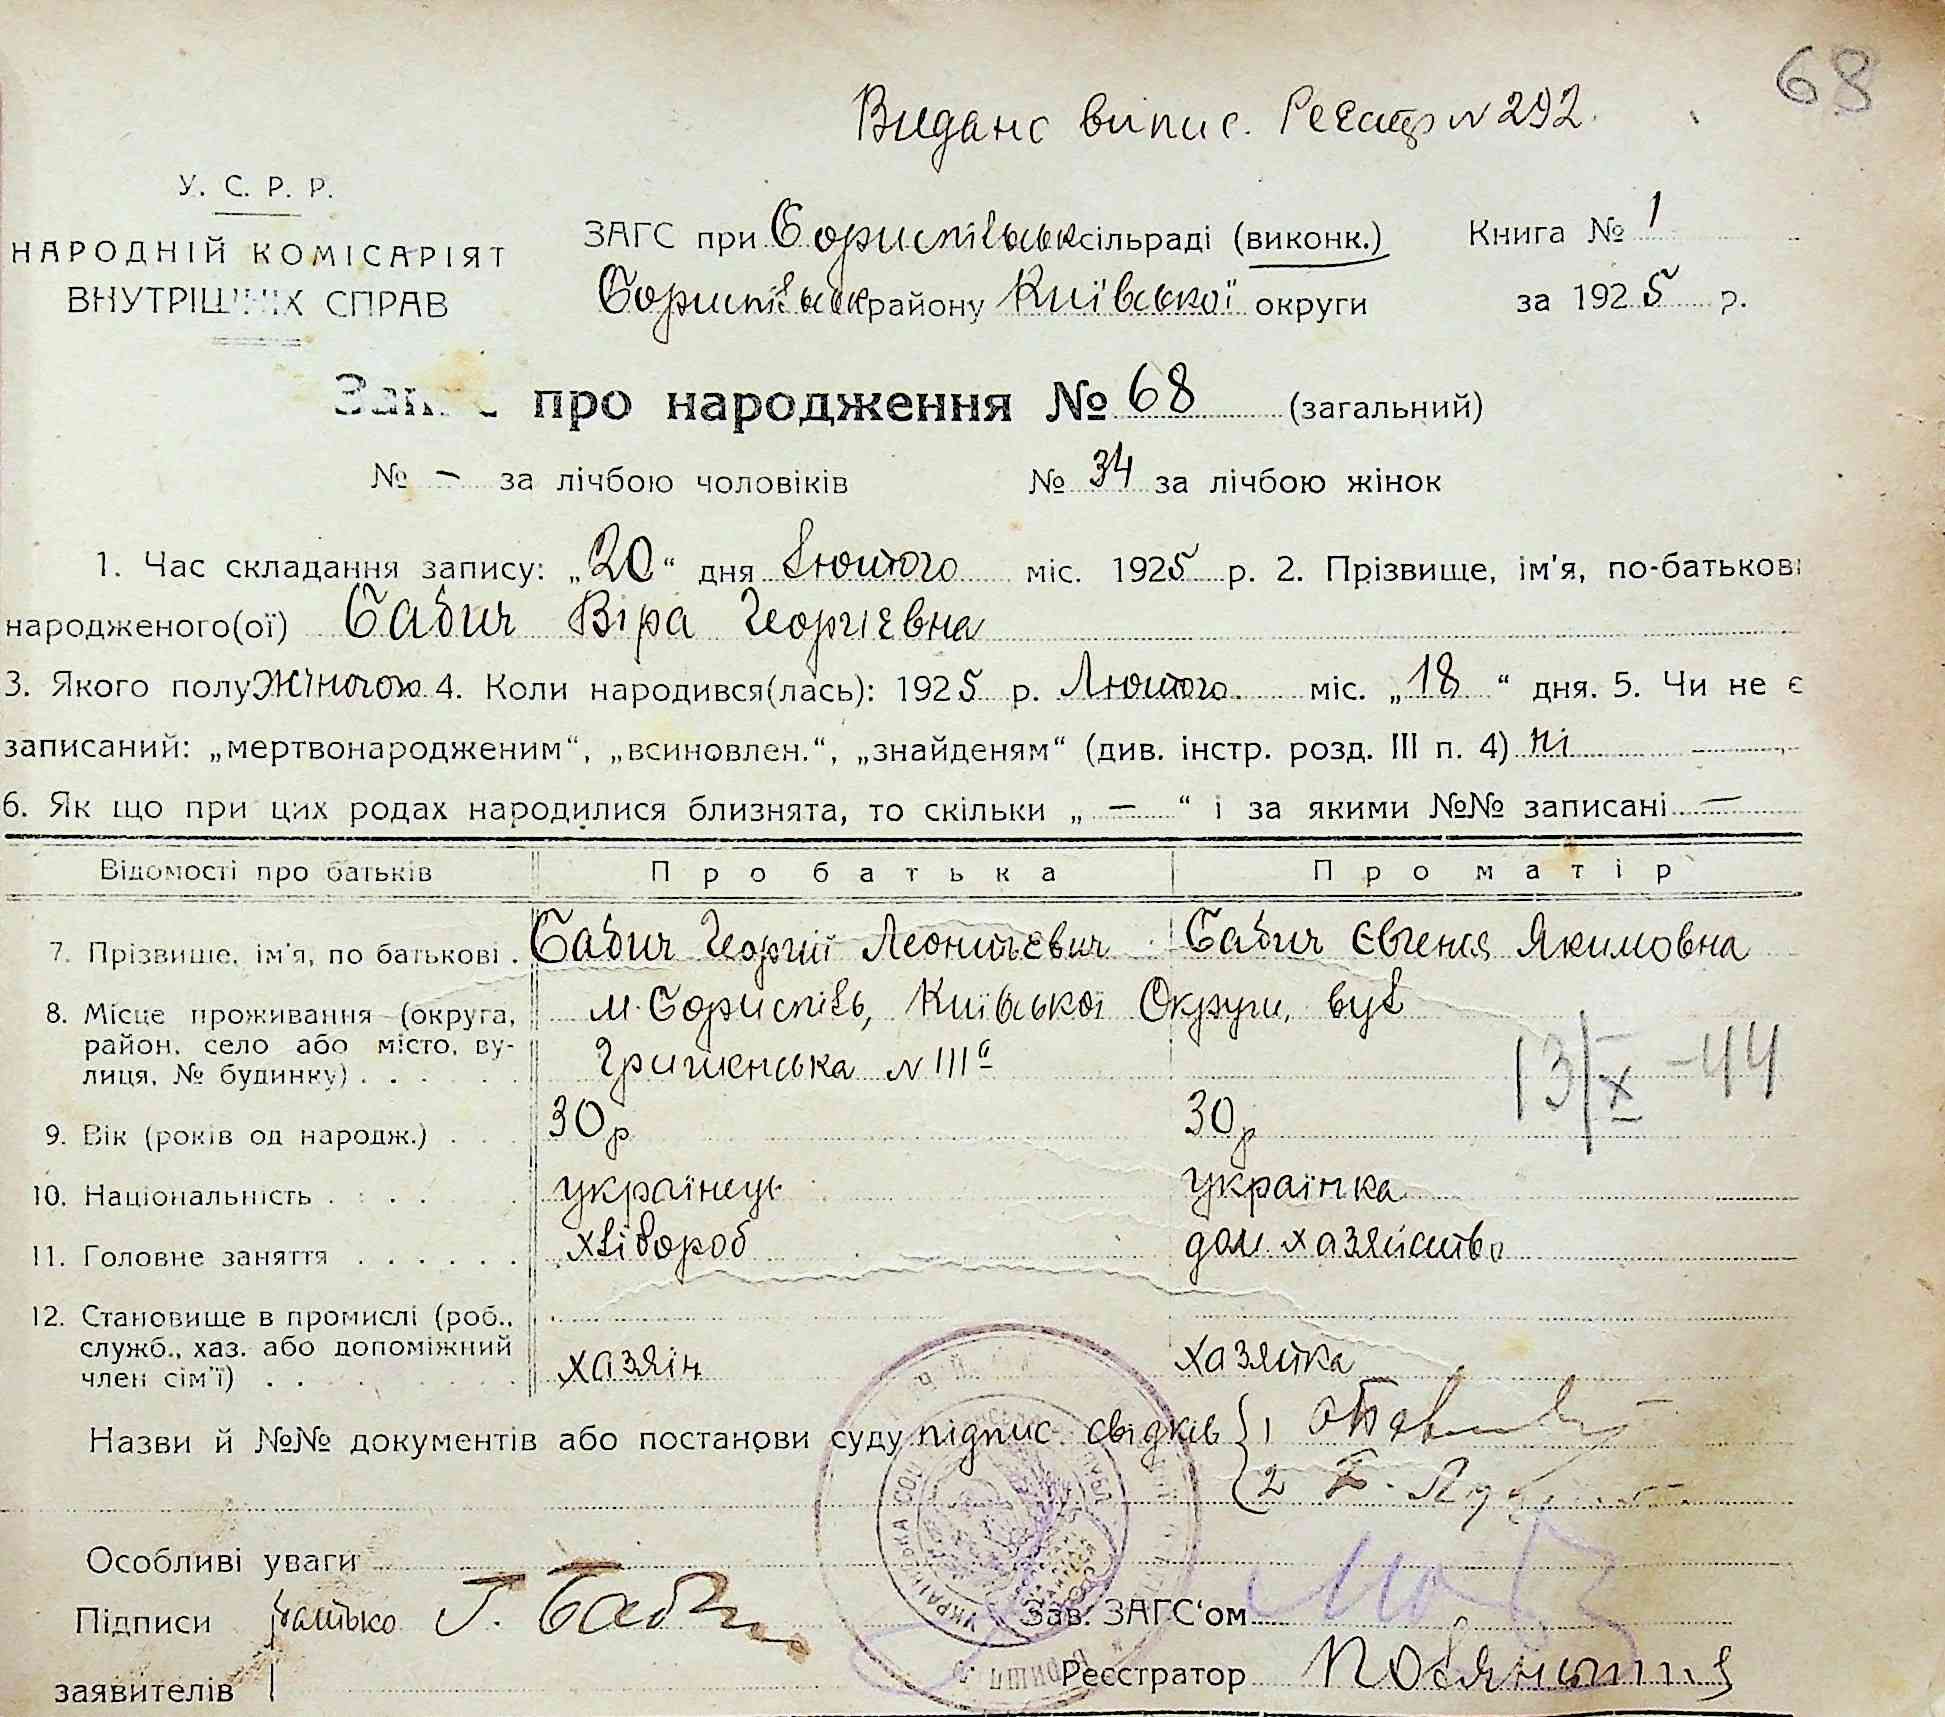 68
Видано випис. Реєстр N 292.
У. С. Р. Р.
НАРОДНІЙ КОМІСАРІЯТ
ВНУТРІШНІХ СПРАВ
ЗАГС при Бориспільськ сільраді (виконк.)
Бориспільськ району Київської округи
Книга № 1
за 1925 р.
Запис про народження № 68 (загальний)
№ – за лічбою чоловіків № 34 за лічбою жінок
1. Час складання запису: „20“ дня Лютого міс. 1925 р. 2. Прізвище, ім'я, по-батькові
народженого(ої) Бабич Віра Георгієвна
3. Якого полу жіночого 4. Коли народився(лась): 1925 р. Лютого міс. „18“ дня. 5. Чи не є
записаний: „мертвонародженим“, „всиновлен.“, „знайденям“ (див. інстр. розд. III п. 4) ні
6. Як що при цих родах народилися близнята, то скільки „ — “ і за якими №№ записані —
Відомості про батьків Про батька Про матір
7. Прізвище, ім'я, по батькові . Бабич Георгій Леонтьевич Бабич Євгенія Якимовна
8. Місце проживання (округа, район, село або місто, вулиця, № будинку) . . м. Бориспіль, Київської Округи, вул
N 111
13/X - 44
9. Вік (років од народж.) . . . 30 р 30 р
10. Національність . . . . . українець українка
11. Головне заняття . . . . . . хлібороб дом. хазяйство
12. Становище в промислі (роб., служб., хаз. або допоміжний член сім'ї) . . хазяін хазяйка
Назви й №№ документів або постанови суду підпис. свідків { 1
2
Особливі уваги
Підписи батько Г. Бабич
Зав. ЗАГС'ом
заявителів
Реєстратор